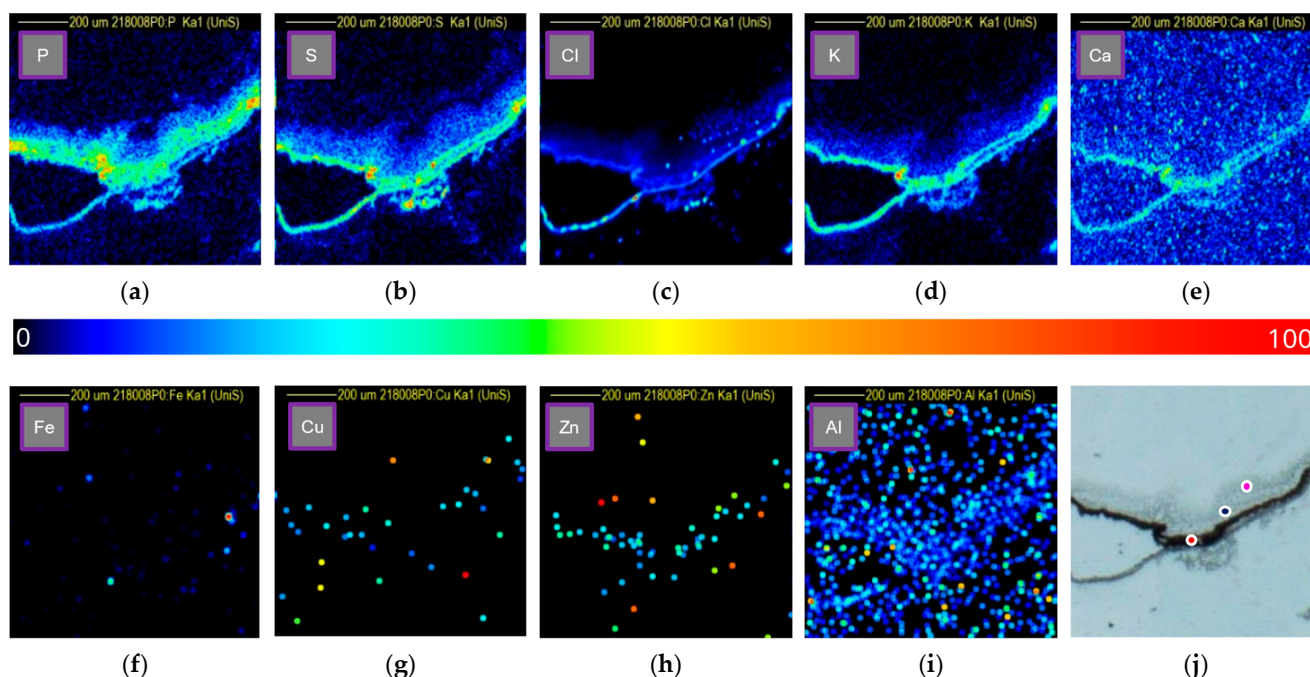 200 um 218008P0:P Ka1 (UniS)
P
200 um 218008P0:S Ka1 (UniS)
S
200 um 218008P0:Cl Ka1 (UniS)
Cl
200 um 218008P0:K Ka1 (UniS)
K
200 um 218008P0:Ca Ka1 (UniS)
Ca
(a)
(b)
(c)
(d)
(e)
0
100
200 um 218008P0:Fe Ka1 (UniS)
Fe
200 um 218008P0:Cu Ka1 (UniS)
Cu
200 um 218008P0:Zn Ka1 (UniS)
Zn
200 um 218008P0:Al Ka1 (UniS)
Al
(f)
(g)
(h)
(i)
(j)